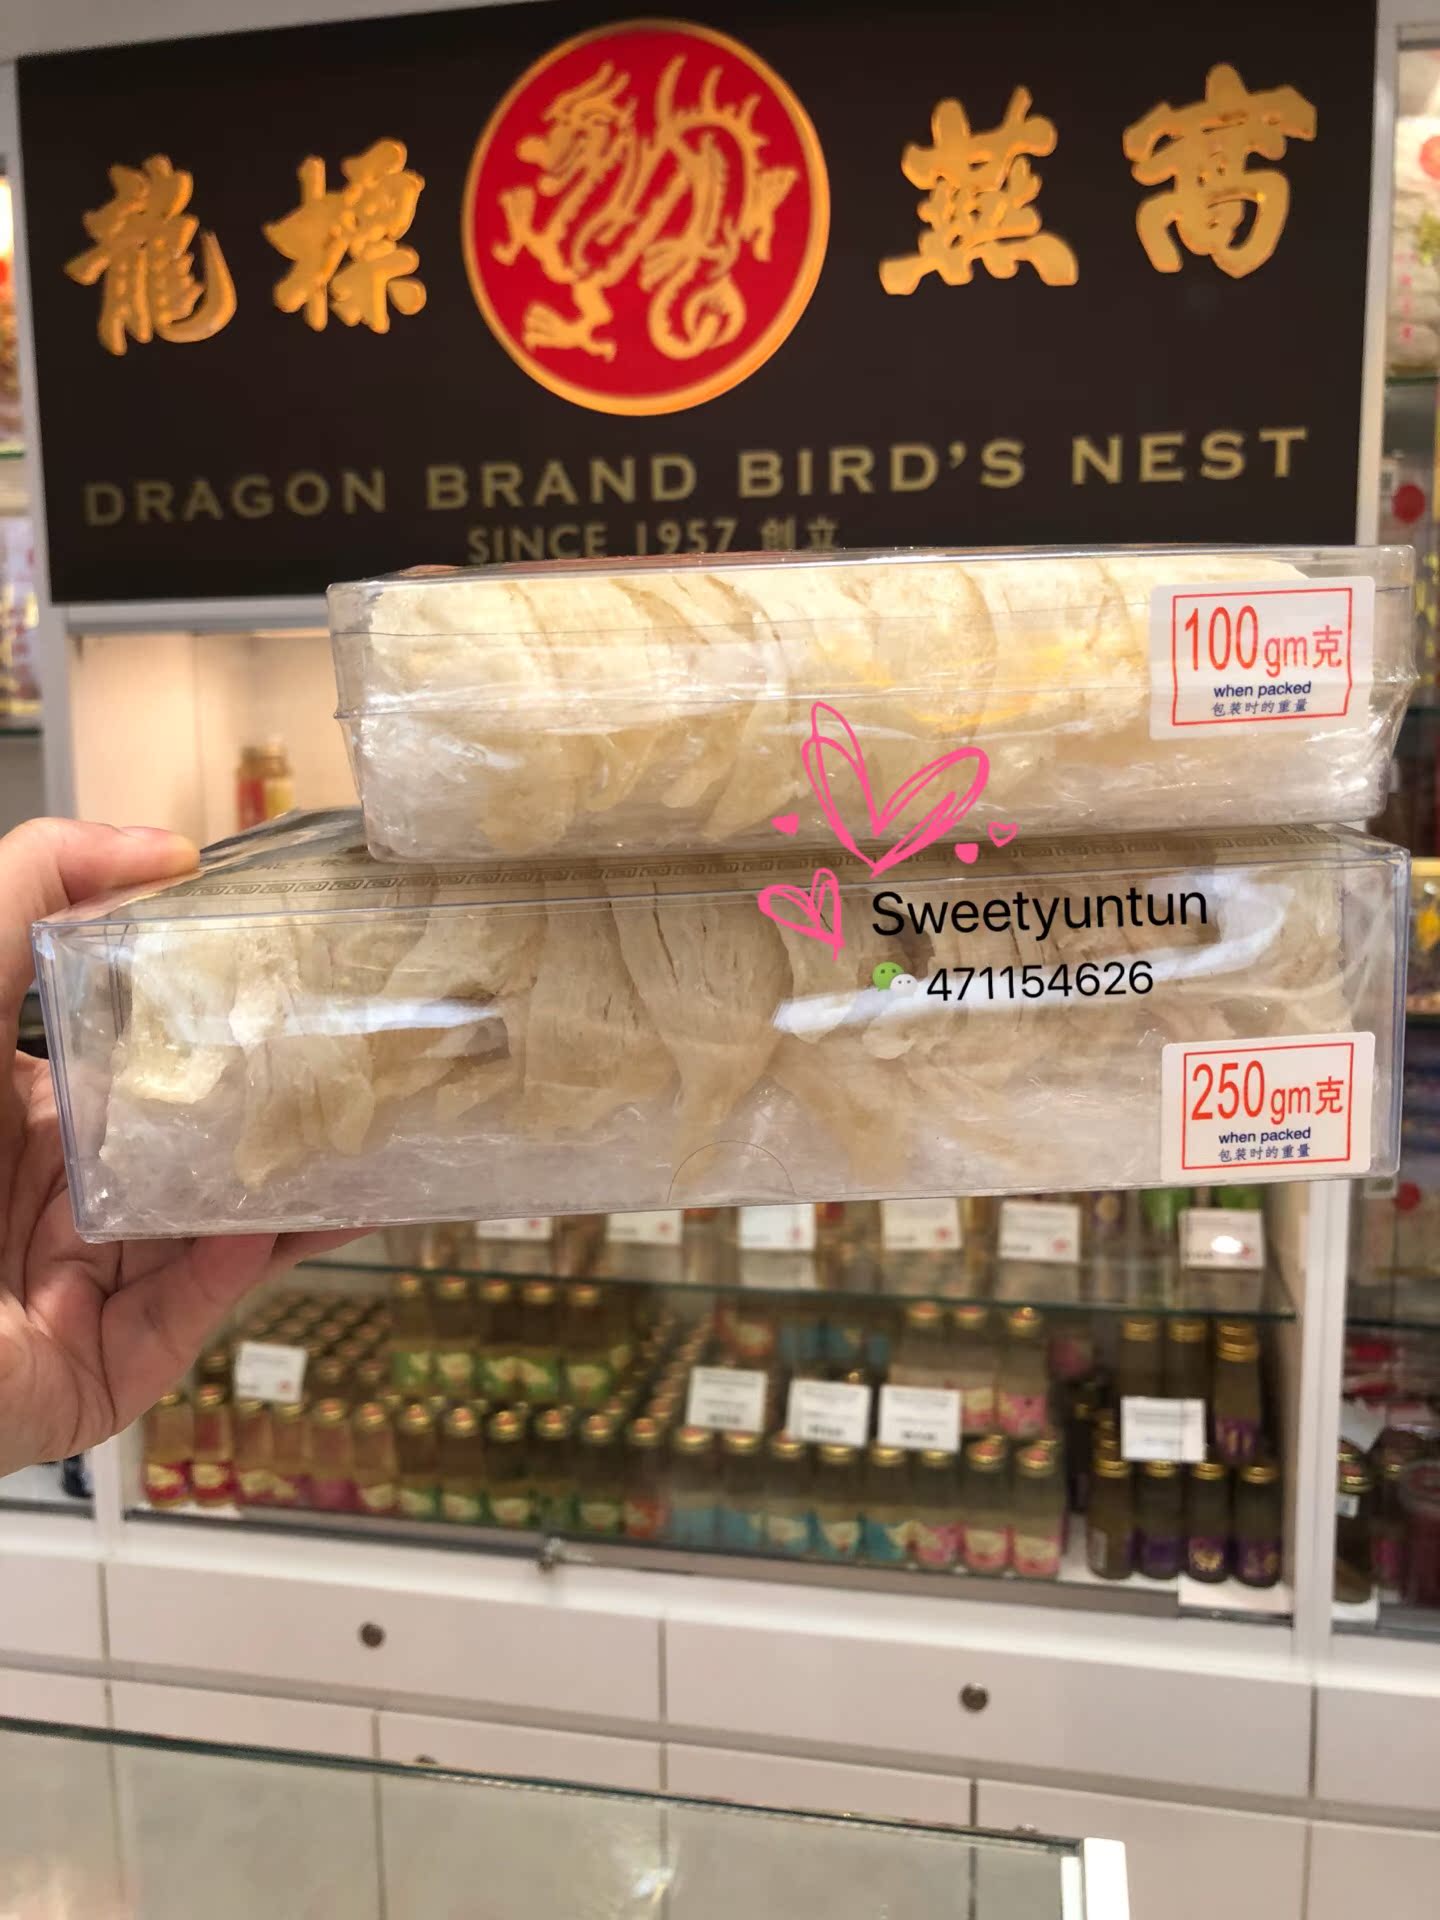 龍標 燕窩
DRAGON BRAND BIRD'S NEST
SINCE 1957 创立
100gm克
when packed
包装时的重量
Sweetyuntun
471154626
250gm克
when packed
包装时的重量